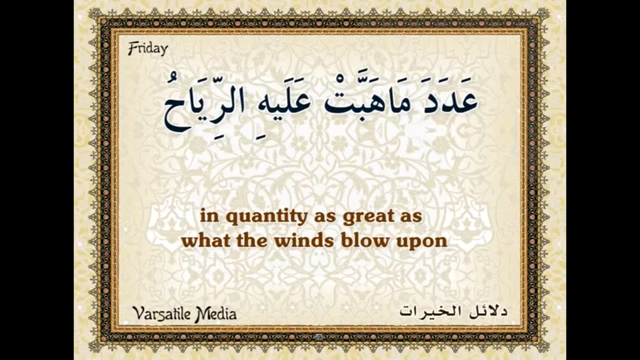 Friday
عَدَدَ مَاهَبَّتْ عَلَيهِ الرِّيَاحُ
in quantity as great as
what the winds blow upon
Varsatile Media
دلائل الخيرات